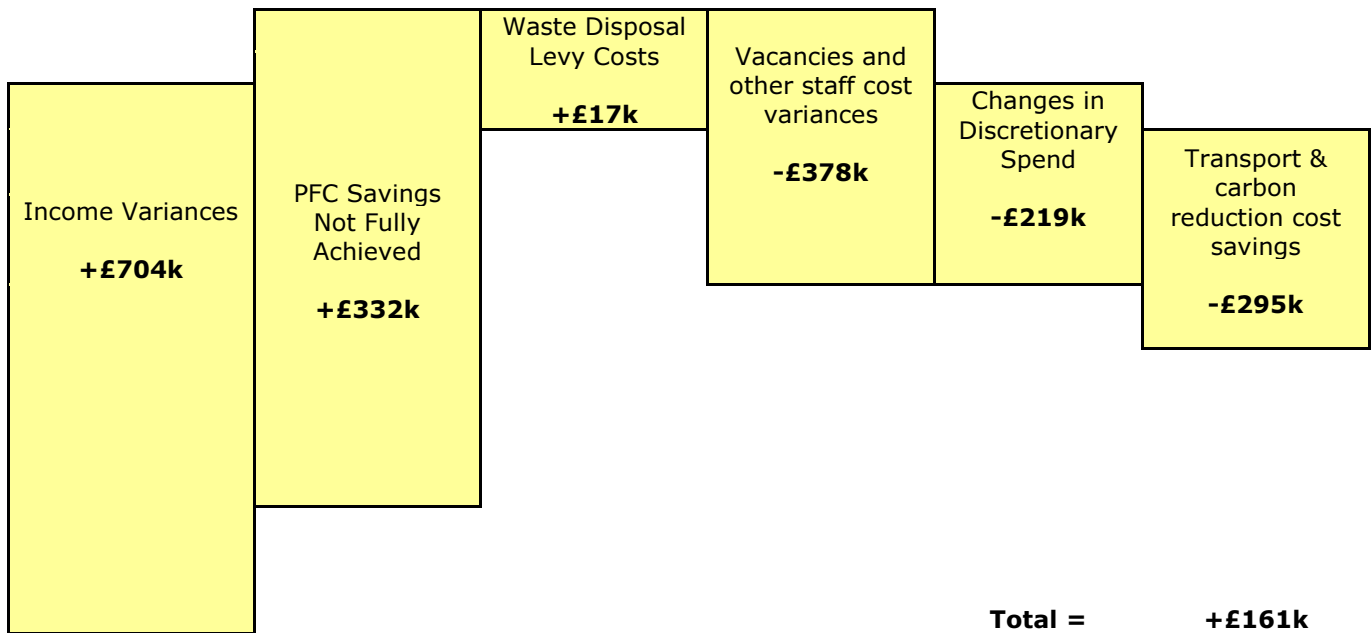 Income Variances
+£704k
PFC Savings
Not Fully
Achieved
+£332k
Waste Disposal
Levy Costs
+£17k
Vacancies and
other staff cost
variances
-£378k
Changes in
Discretionary
Spend
-£219k
Transport &
carbon
reduction cost
savings
-£295k
Total = +£161k